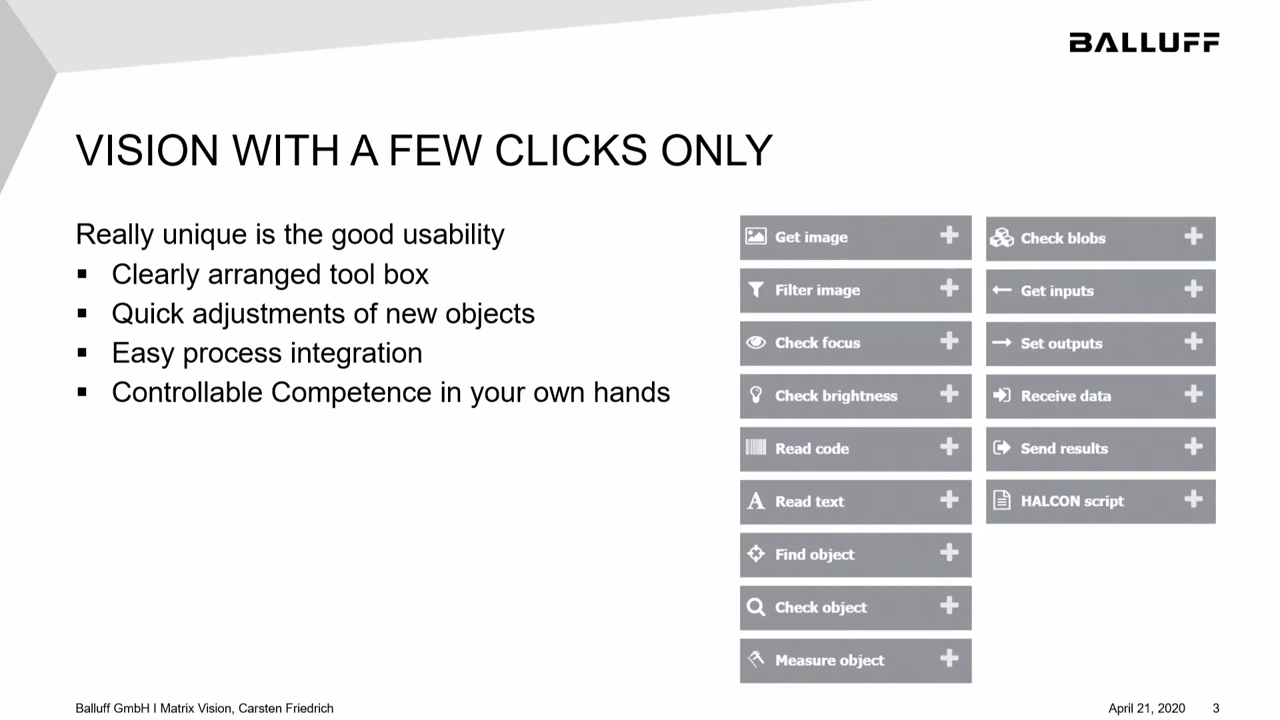 BALLUFF
VISION WITH A FEW CLICKS ONLY
Really unique is the good usability
▪ Clearly arranged tool box
▪ Quick adjustments of new objects
▪ Easy process integration
▪ Controllable Competence in your own hands
Get image
Filter image
Check focus
Check brightness
Read code
Read text
Find object
Check object
Measure object
Check blobs
Get inputs
Set outputs
Receive data
Send results
HALCON script
Balluff GmbH I Matrix Vision, Carsten Friedrich
April 21, 2020 3